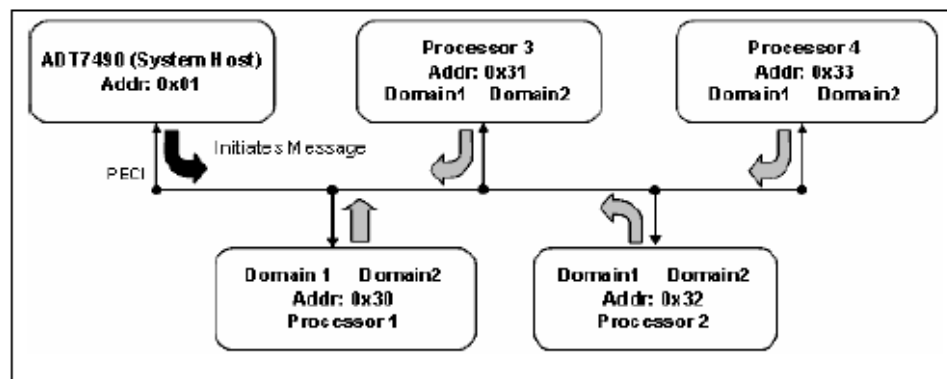 ADT7490 (System Host)
Addr: 0x01
Processor 3
Addr: 0x31
Domain1 Domain2
Processor 4
Addr: 0x33
Domain1 Domain2
Initiates Message
PECI
Domain 1 Domain2
Addr: 0x30
Processor 1
Domain1 Domain2
Addr: 0x32
Processor 2